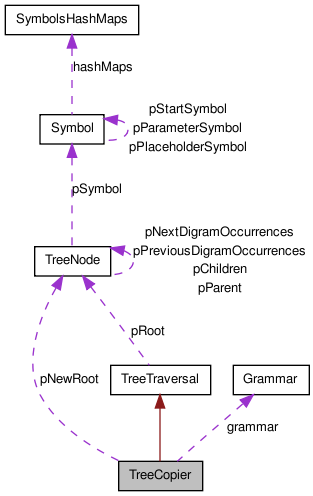 SymbolsHashMaps
hashMaps
Symbol
pStartSymbol
pParameterSymbol
pPlaceholderSymbol
pSymbol
TreeNode
pNextDigramOccurrences
pPreviousDigramOccurrences
pChildren
pParent
pRoot
pNewRoot
TreeTraversal
Grammar
grammar
TreeCopier